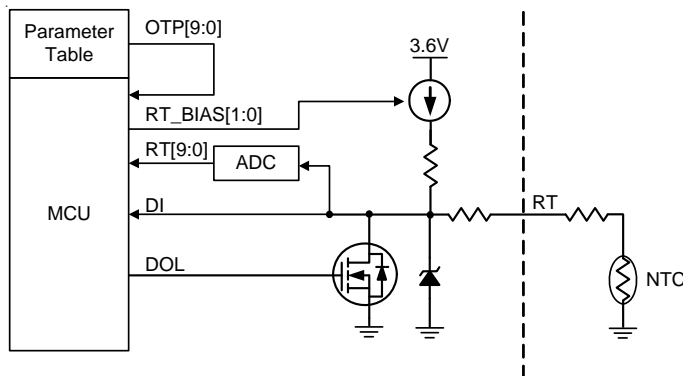 Parameter
Table
OTP[9:0]
3.6V
RT_BIAS[1:0]
RT[9:0]
ADC
MCU
DI
RT
DOL
NTC